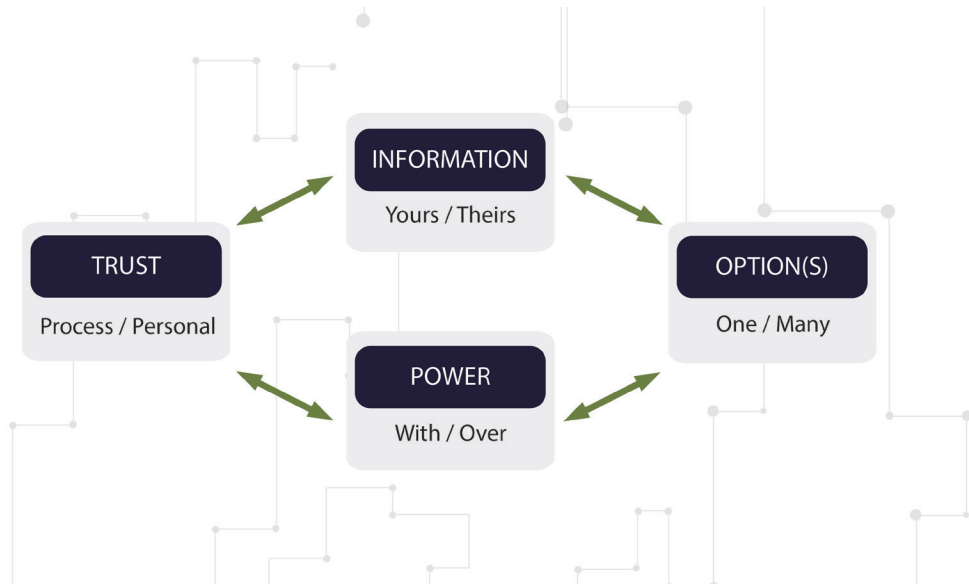 INFORMATION
Yours / Theirs
TRUST
Process / Personal
OPTION(S)
One / Many
POWER
With / Over